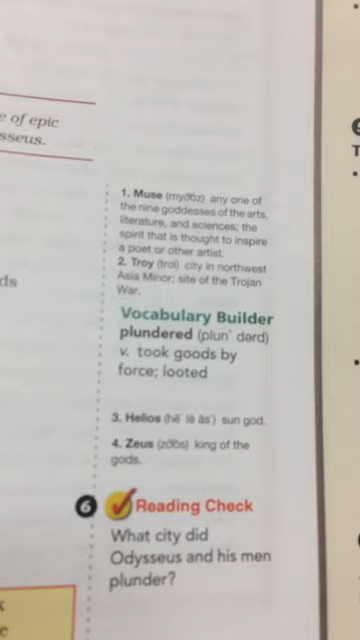 e of epic
sseus.
1. Muse (myo͞oz) any one of
the nine goddesses of the arts,
literature, and sciences; the
spirit that is thought to inspire
a poet or other artist.
2. Troy (troi) city in northwest
Asia Minor; site of the Trojan
War.
ds
Vocabulary Builder
plundered (plun′ dərd)
v. took goods by
force; looted
3. Helios (hē′ lē äs′) sun god.
4. Zeus (zo͞os) king of the
gods.
6 Reading Check
What city did
Odysseus and his men
plunder?
k
e
T